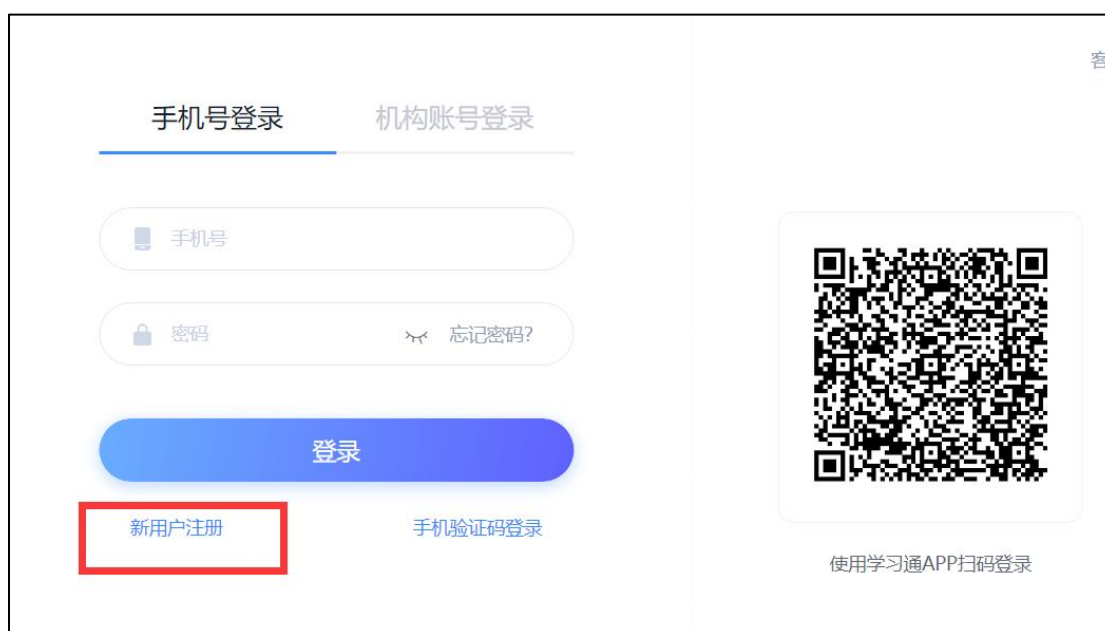 客
手机号登录
机构账号登录
手机号
密码
忘记密码?
登录
新用户注册
手机验证码登录
使用学习通APP扫码登录